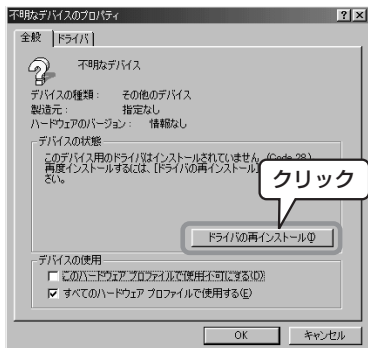 不明なデバイスのプロパティ
全般 ドライバ
不明なデバイス
デバイスの種類: その他のデバイス
製造元: 指定なし
ハードウェアのバージョン: 情報なし
デバイスの状態
このデバイス用のドライバはインストールされていません. (Code 28)
再度インストールするには、[ドライバの再インストール]
さい。
クリック
ドライバの再インストール(I)
デバイスの使用
このハードウェア プロファイルで使用不可にする(D)
すべてのハードウェア プロファイルで使用する(E)
OK キャンセル